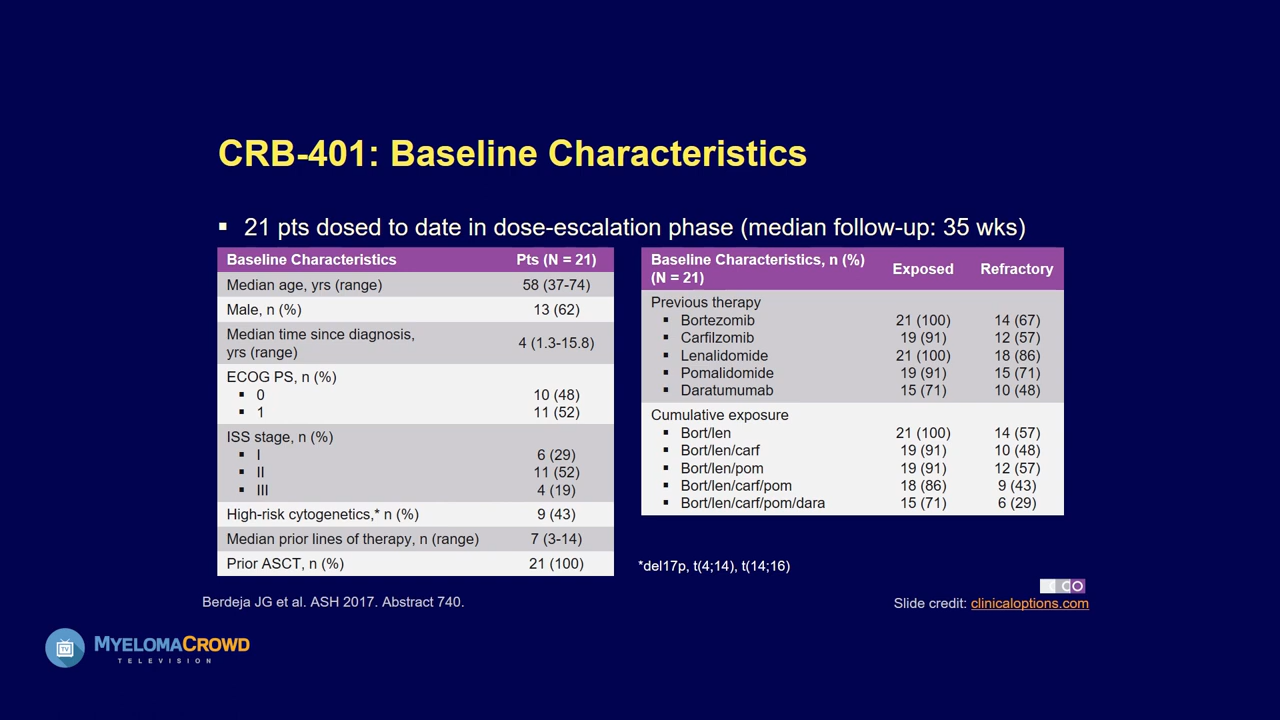 CRB-401: Baseline Characteristics
▪ 21 pts dosed to date in dose-escalation phase (median follow-up: 35 wks)
Baseline Characteristics Pts (N = 21)
Median age, yrs (range) 58 (37-74)
Male, n (%) 13 (62)
Median time since diagnosis,
yrs (range) 4 (1.3-15.8)
ECOG PS, n (%)
▪ 0 10 (48)
▪ 1 11 (52)
ISS stage, n (%)
▪ I 6 (29)
▪ II 11 (52)
▪ III 4 (19)
High-risk cytogenetics,* n (%) 9 (43)
Median prior lines of therapy, n (range) 7 (3-14)
Prior ASCT, n (%) 21 (100)
Baseline Characteristics, n (%)
(N = 21) Exposed Refractory
Previous therapy
▪ Bortezomib 21 (100) 14 (67)
▪ Carfilzomib 19 (91) 12 (57)
▪ Lenalidomide 21 (100) 18 (86)
▪ Pomalidomide 19 (91) 15 (71)
▪ Daratumumab 15 (71) 10 (48)
Cumulative exposure
▪ Bort/len 21 (100) 14 (57)
▪ Bort/len/carf 19 (91) 10 (48)
▪ Bort/len/pom 19 (91) 12 (57)
▪ Bort/len/carf/pom 18 (86) 9 (43)
▪ Bort/len/carf/pom/dara 15 (71) 6 (29)
*del17p, t(4;14), t(14;16)
Berdeja JG et al. ASH 2017. Abstract 740.
CO
Slide credit: clinicaloptions.com
TV
MYELOMACROWD
TELEVISION